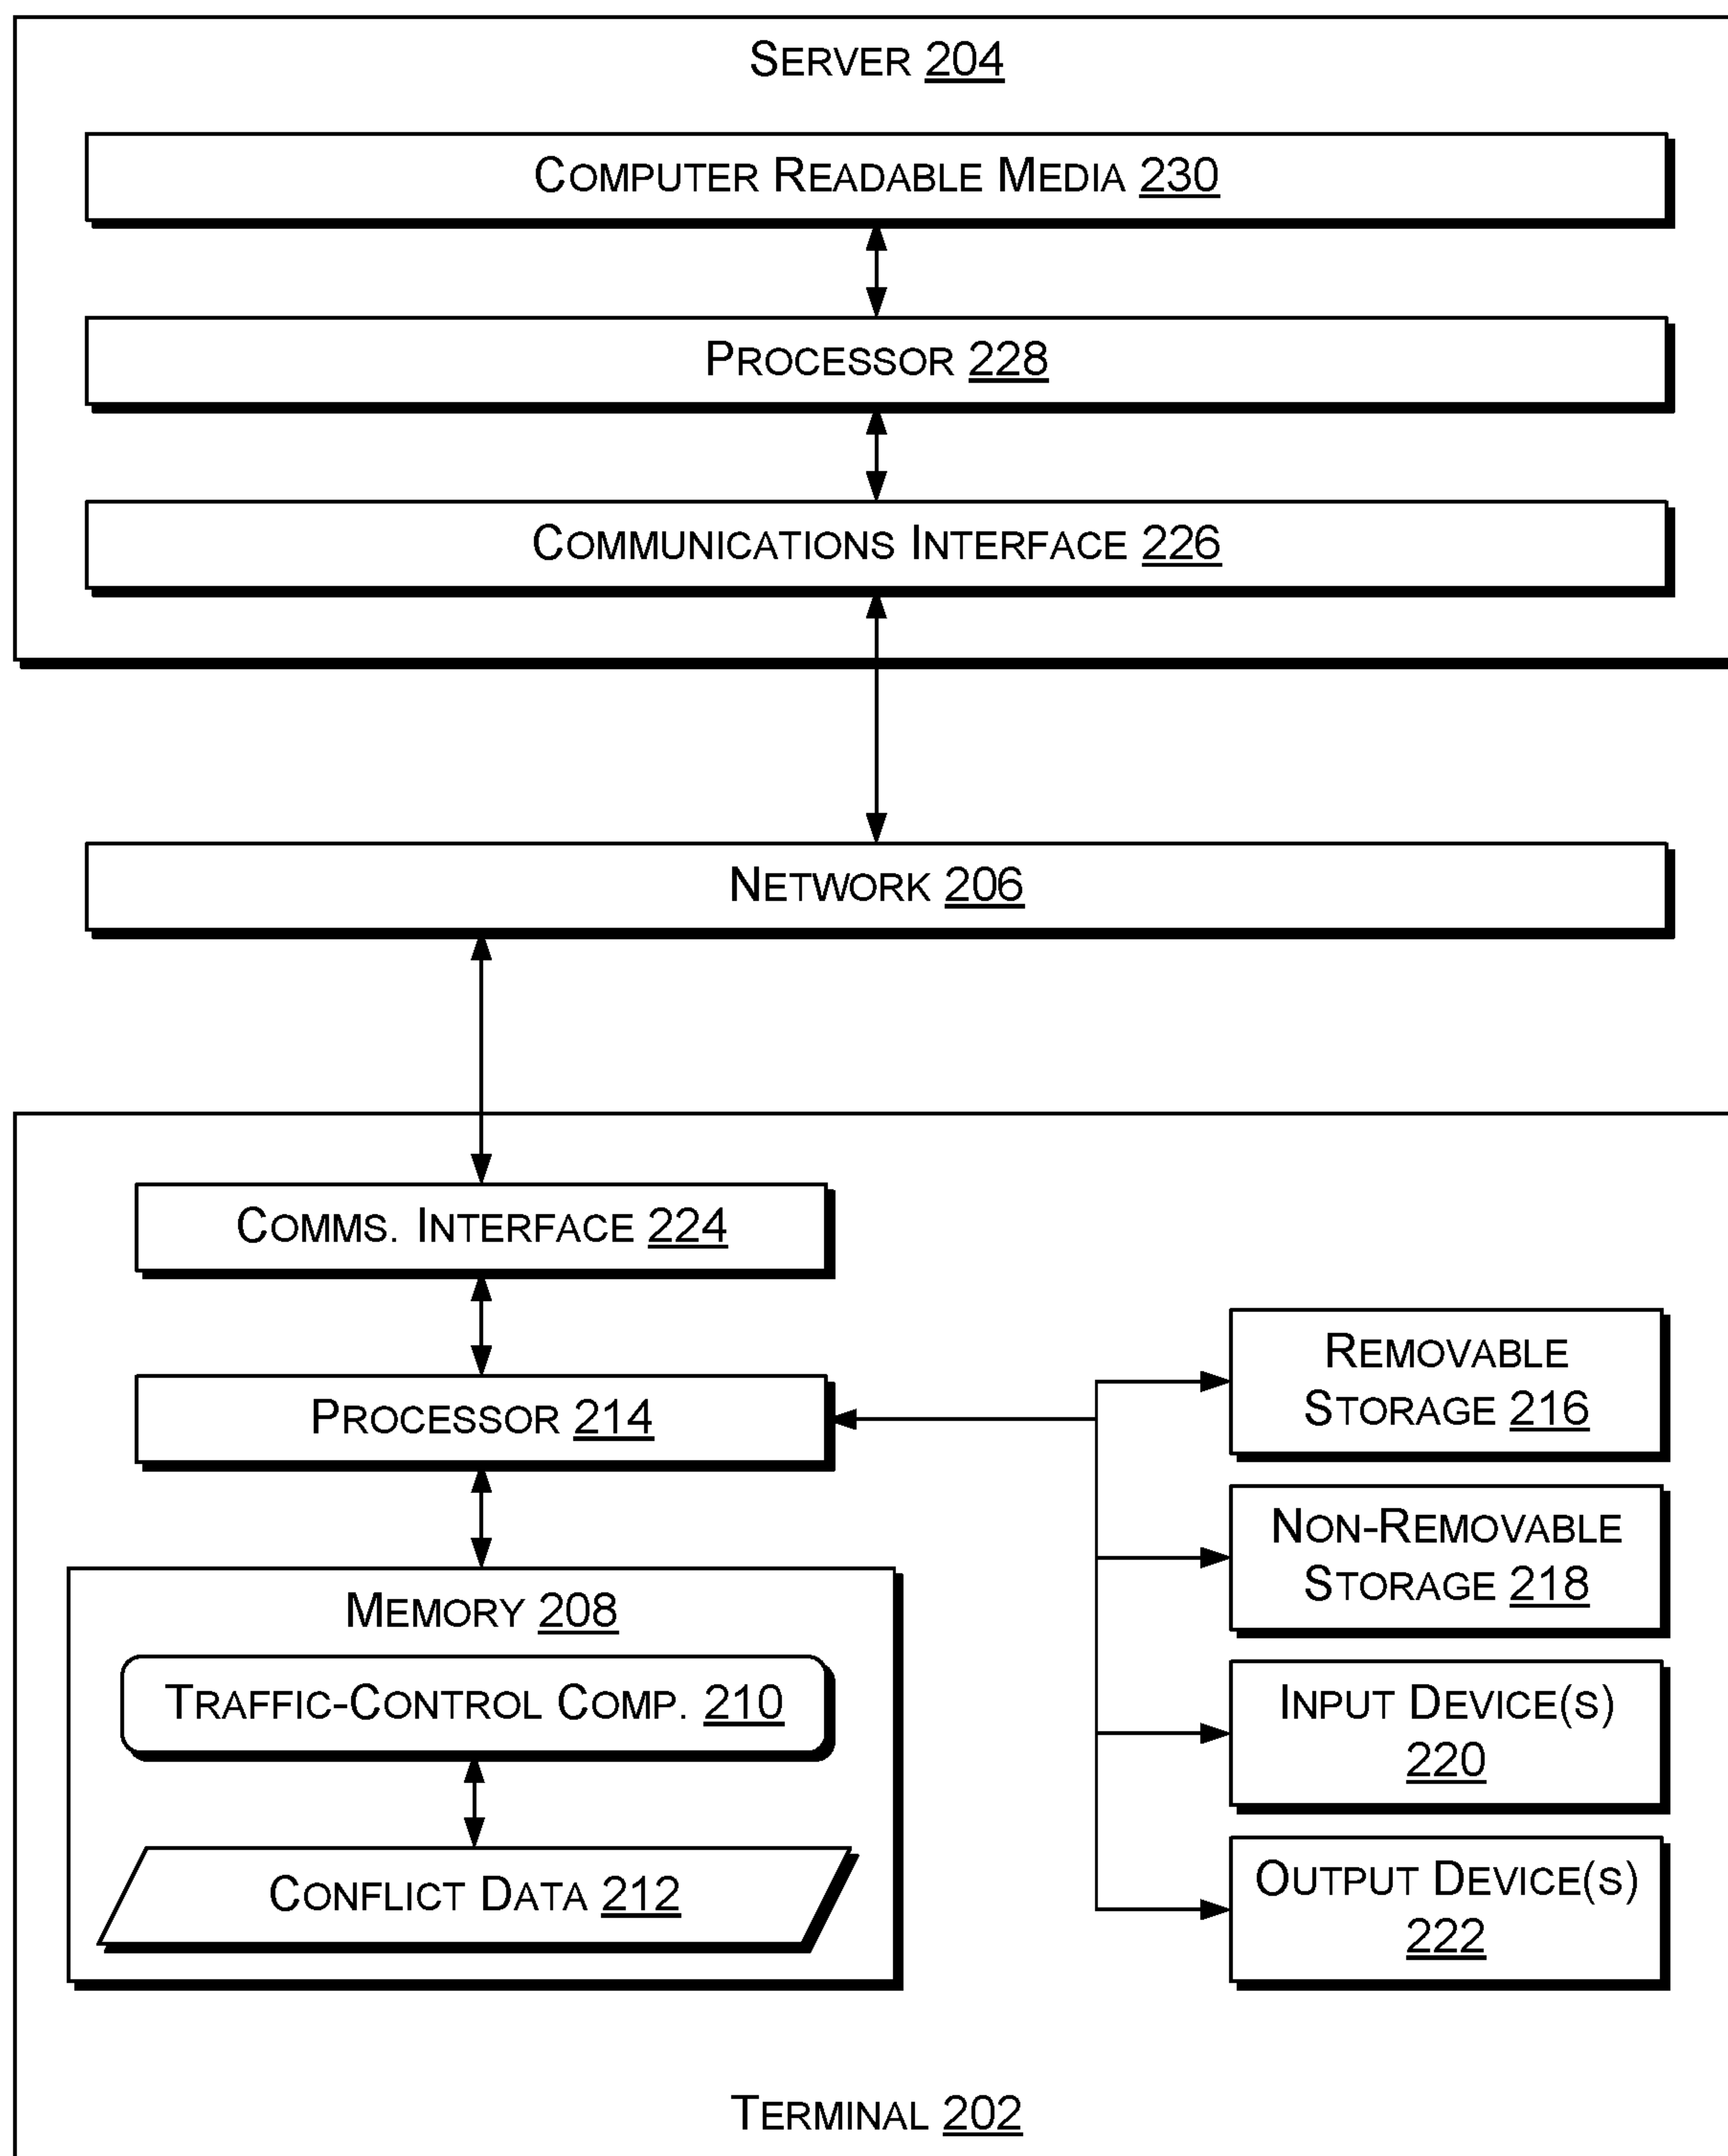 SERVER 204
COMPUTER READABLE MEDIA 230
PROCESSOR 228
COMMUNICATIONS INTERFACE 226
NETWORK 206
COMMS. INTERFACE 224
PROCESSOR 214
MEMORY 208
TRAFFIC-CONTROL COMP. 210
CONFLICT DATA 212
REMOVABLE
STORAGE 216
NON-REMOVABLE
STORAGE 218
INPUT DEVICE(S)
220
OUTPUT DEVICE(S)
222
TERMINAL 202